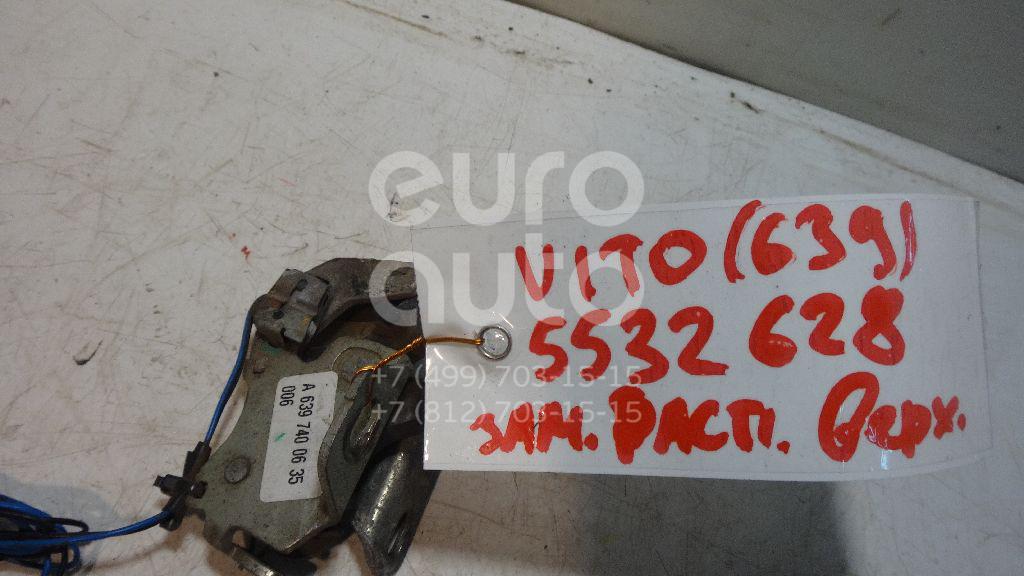 euro
auto
VITO (639)
5532 628
+7 (499) 703-15-15
+7 (812) 703-15-15
ЗАМ. РАСП. Верх.
A 639 740 06 35
006